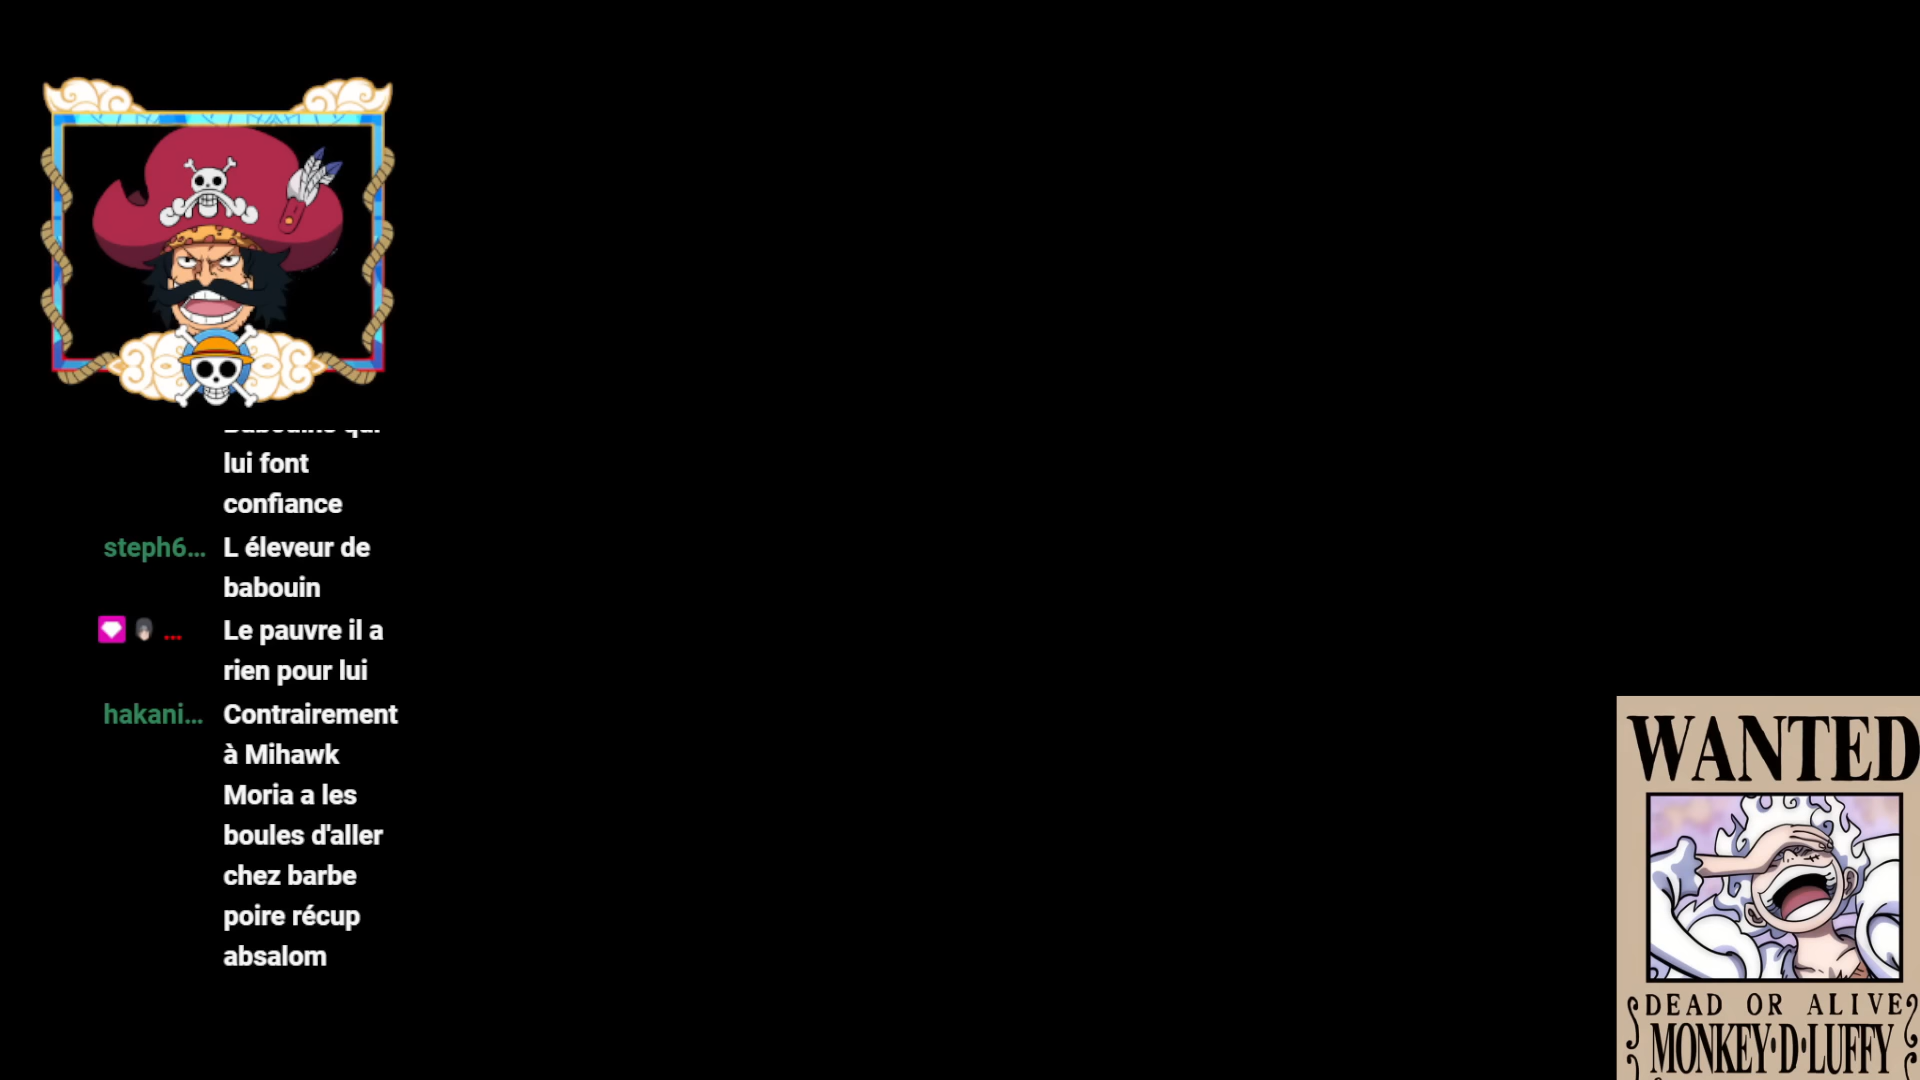 lui font
confiance
steph6... L éleveur de
babouin
... Le pauvre il a
rien pour lui
hakani... Contrairement
à Mihawk
Moria a les
boules d'aller
chez barbe
poire récup
absalom
WANTED
DEAD OR ALIVE
MONKEY·D·LUFFY